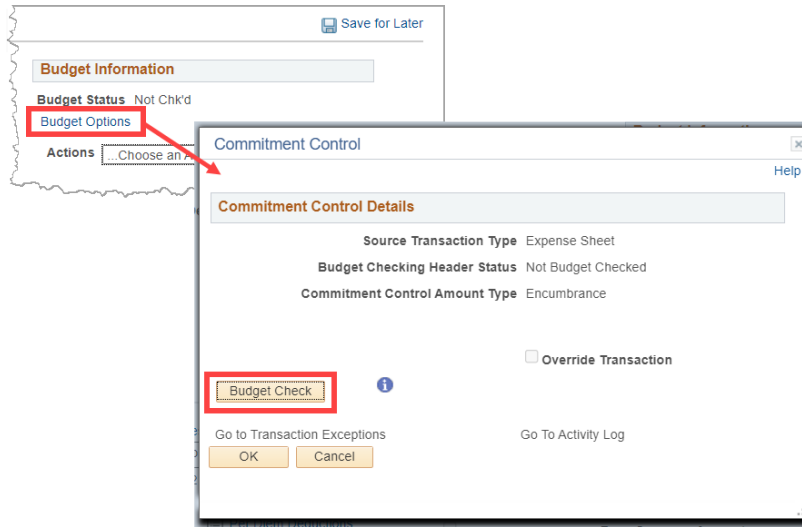 Save for Later
Budget Information
Budget Status Not Chk'd
Budget Options
Actions ...Choose an A
Commitment Control
Help
Commitment Control Details
Source Transaction Type Expense Sheet
Budget Checking Header Status Not Budget Checked
Commitment Control Amount Type Encumbrance
Override Transaction
Budget Check
Go to Transaction Exceptions Go To Activity Log
OK Cancel